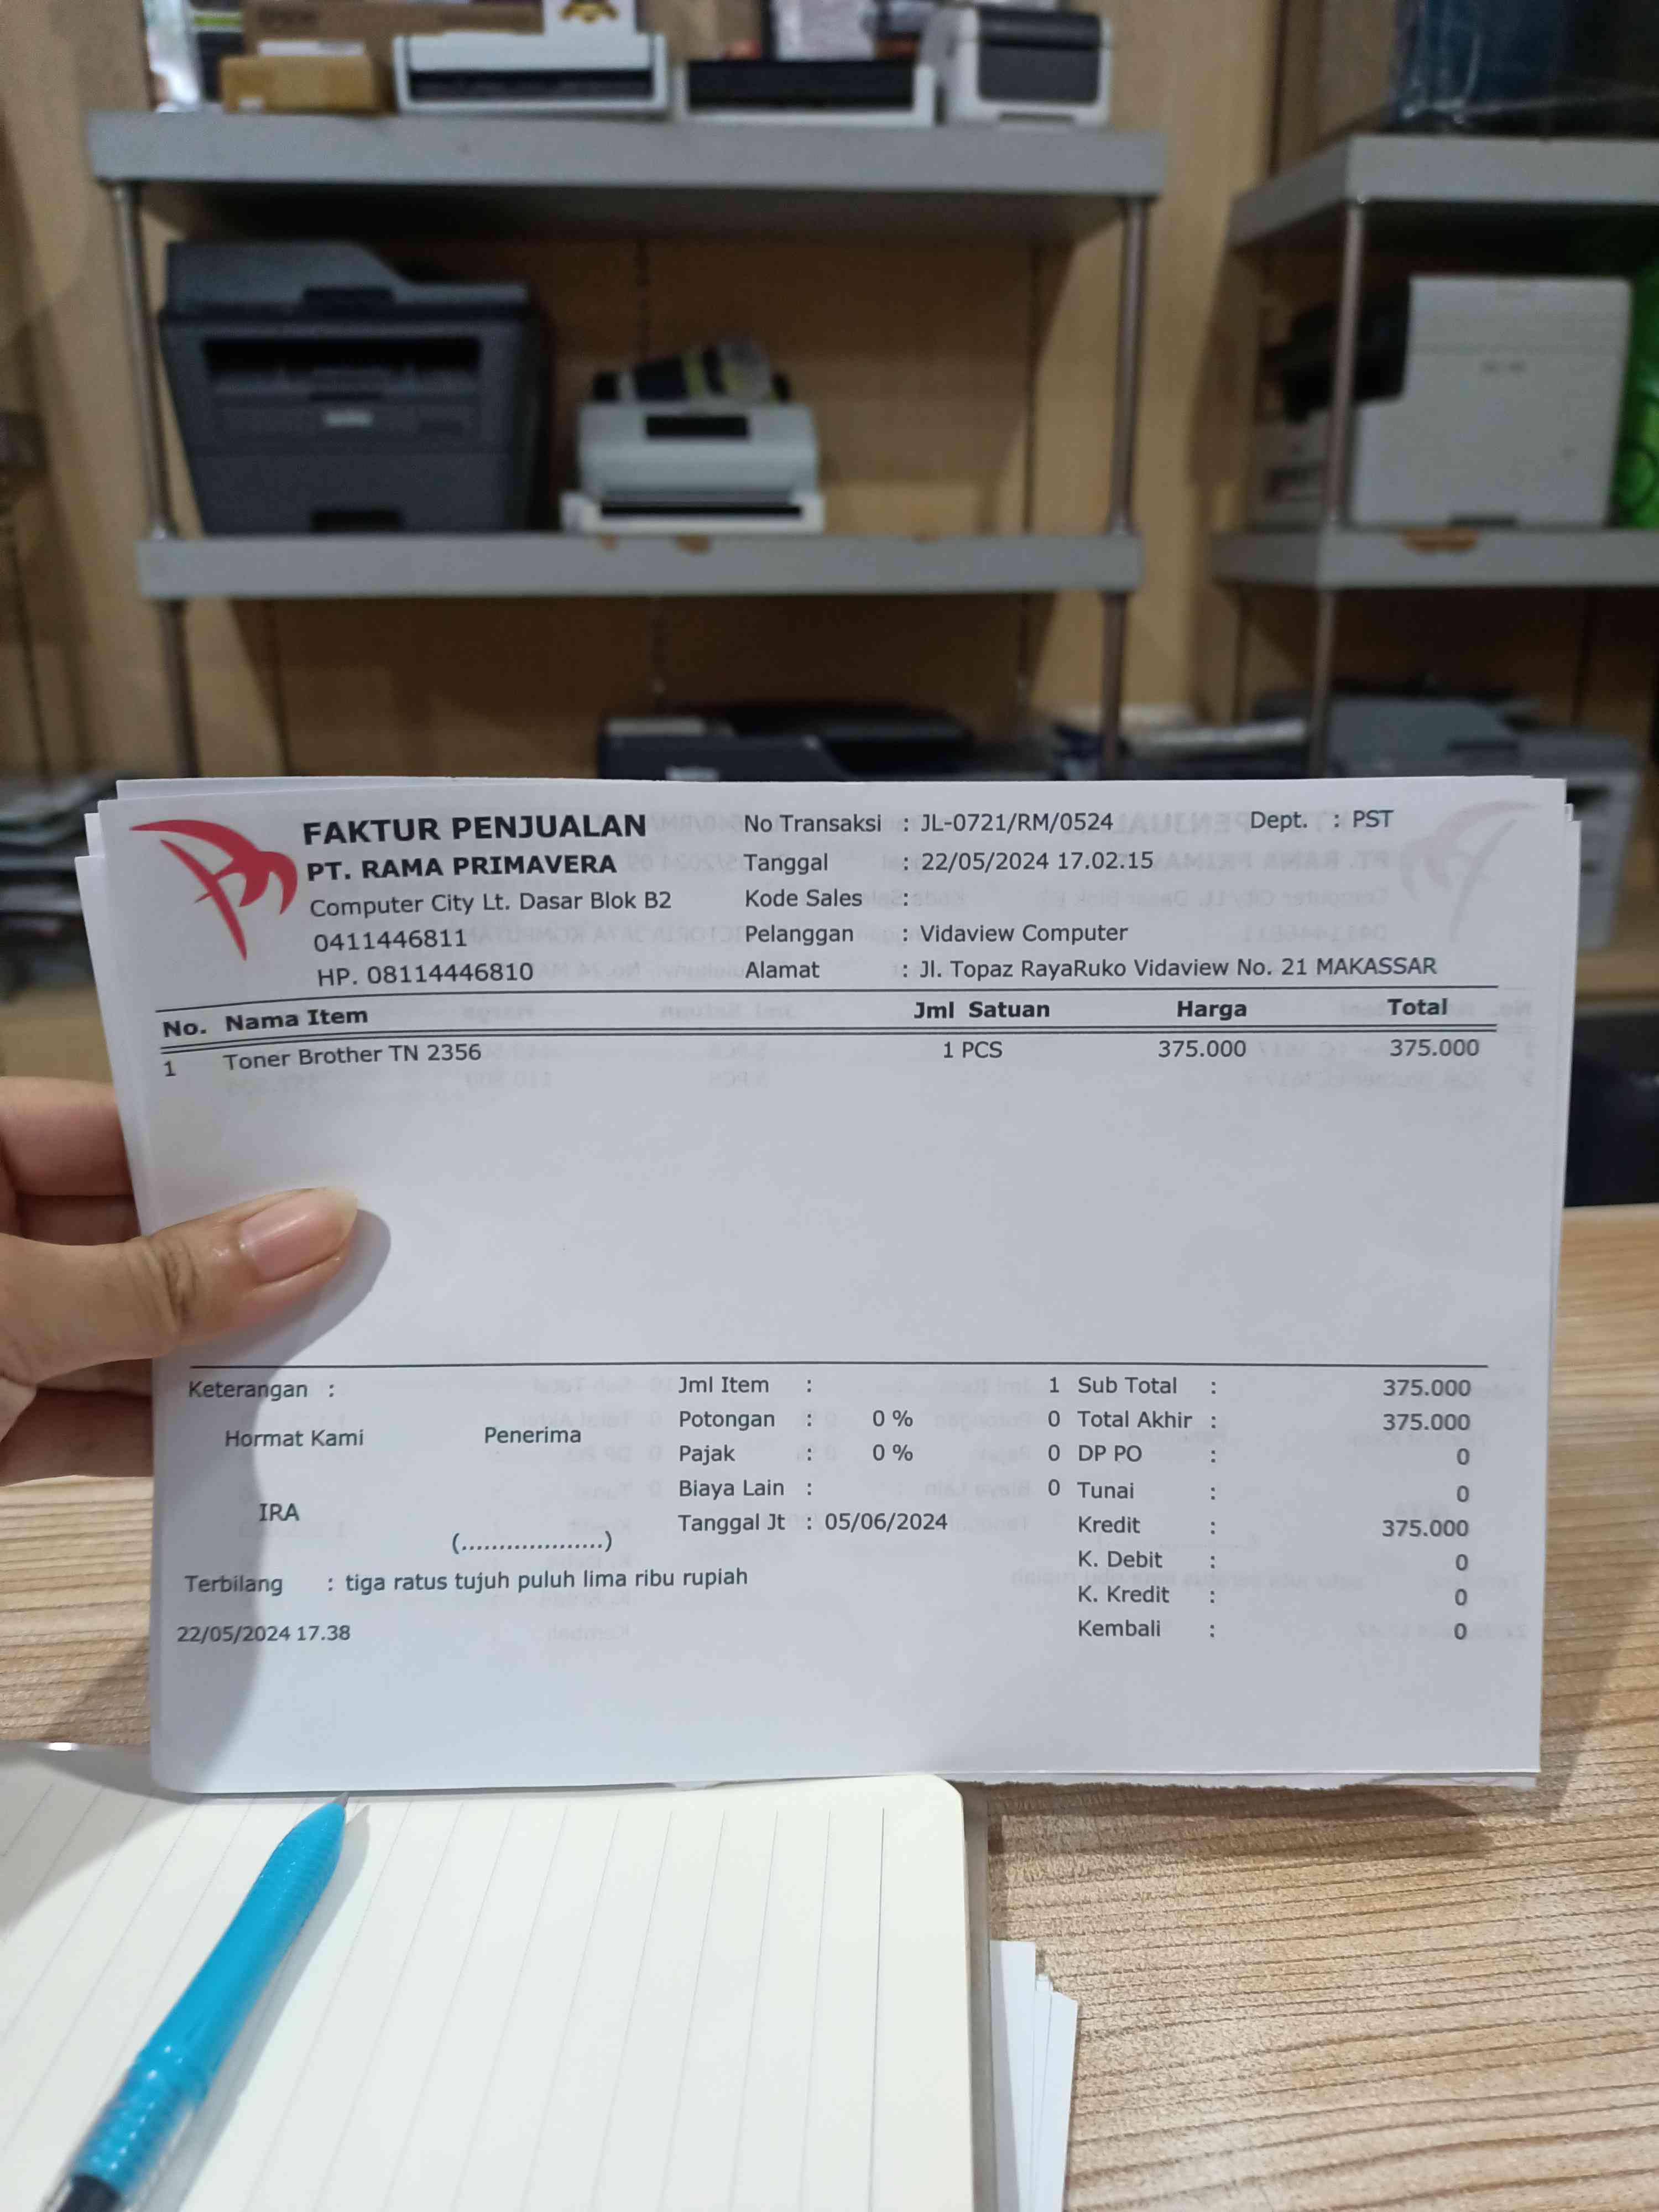 FAKTUR PENJUALAN
PT. RAMA PRIMAVERA
Computer City Lt. Dasar Blok B2
0411446811
HP. 08114446810
No Transaksi : JL-0721/RM/0524 Dept. : PST
Tanggal : 22/05/2024 17.02.15
Kode Sales :
Pelanggan : Vidaview Computer
Alamat : Jl. Topaz RayaRuko Vidaview No. 21 MAKASSAR
No. Nama Item Jml Satuan Harga Total
1 Toner Brother TN 2356 1 PCS 375.000 375.000
Keterangan :
Hormat Kami Penerima
IRA
(...................)
Jml Item : 1
Potongan : 0 % 0
Pajak : 0 % 0
Biaya Lain : 0
Tanggal Jt : 05/06/2024
Sub Total : 375.000
Total Akhir : 375.000
DP PO : 0
Tunai : 0
Kredit : 375.000
K. Debit : 0
K. Kredit : 0
Kembali : 0
Terbilang : tiga ratus tujuh puluh lima ribu rupiah
22/05/2024 17.38